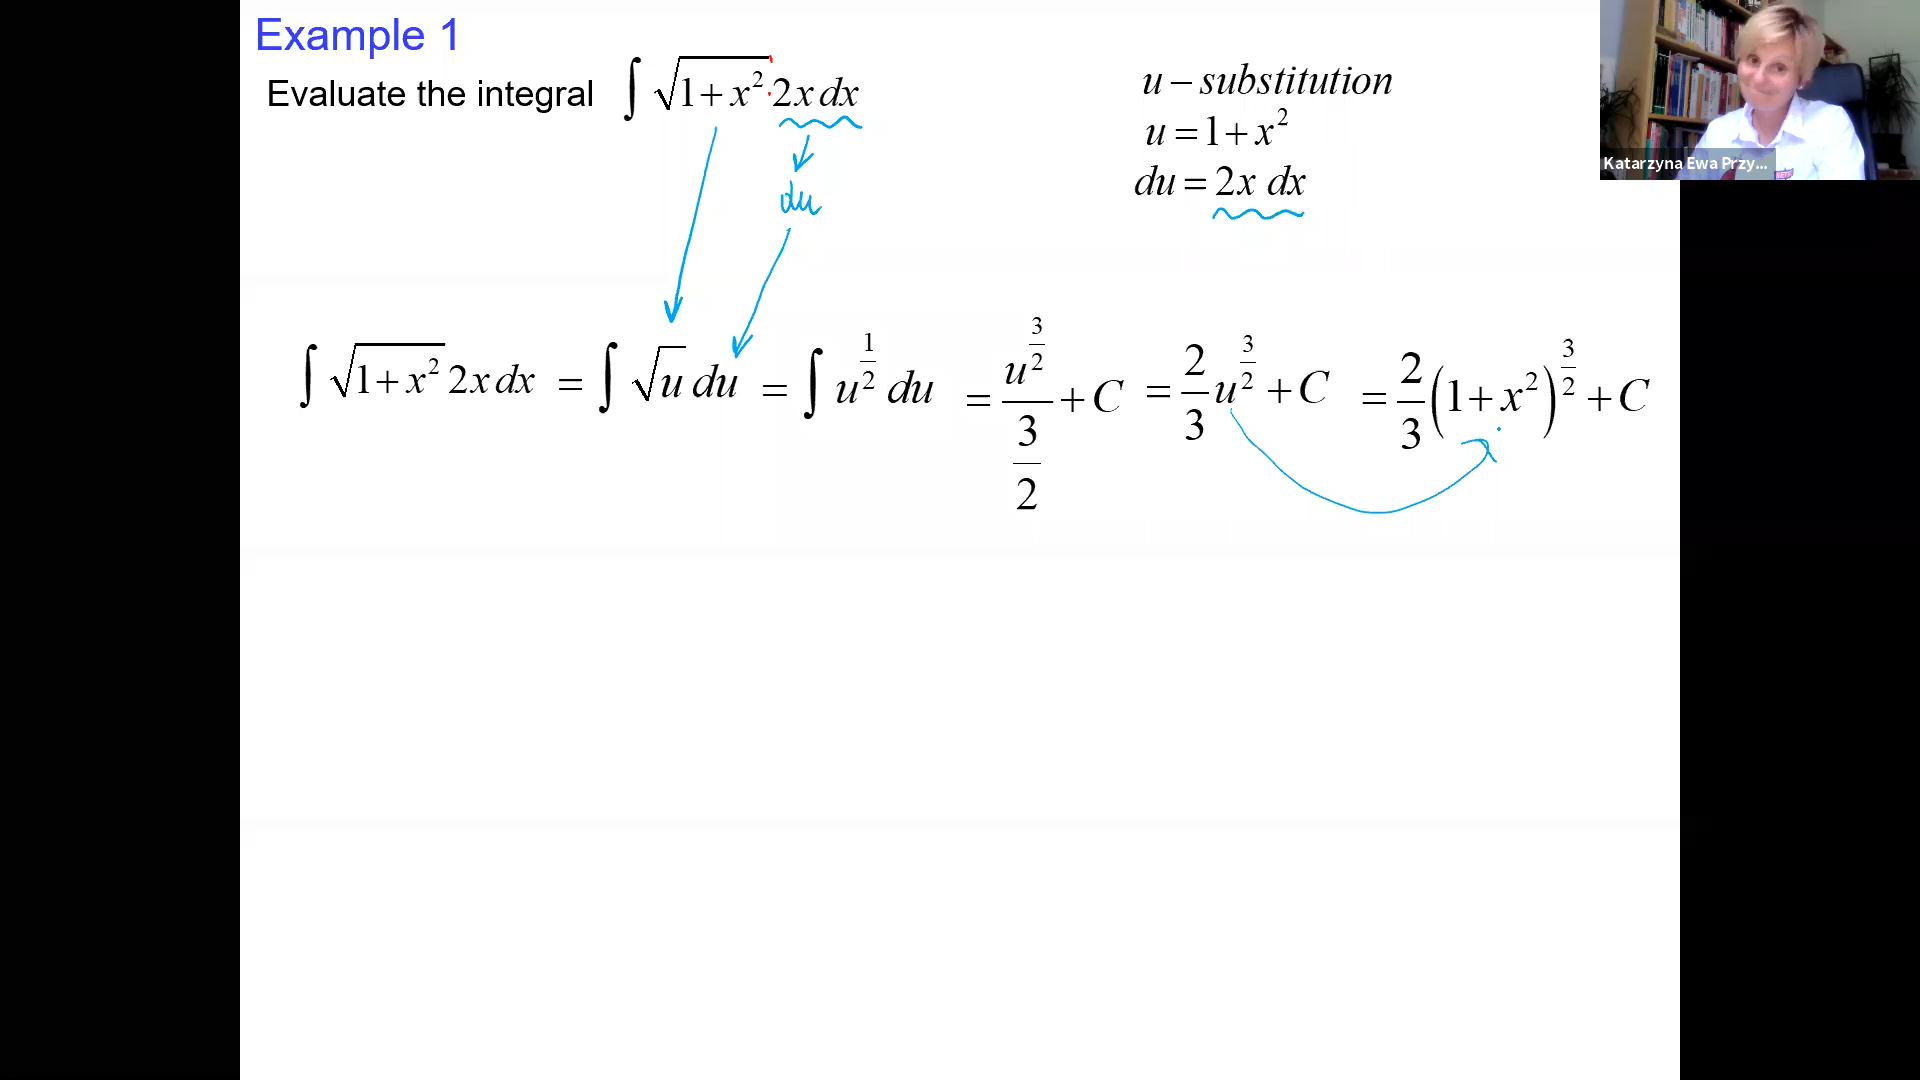 Example 1
Evaluate the integral ∫ √(1+x²) · 2x dx
du
u – substitution
u = 1 + x²
du = 2x dx
Katarzyna Ewa Przy...
∫ √(1+x²) 2x dx = ∫ √u du = ∫ u^(1/2) du = u^(3/2) / (3/2) + C = 2/3 u^(3/2) + C = 2/3 (1+x²)^(3/2) + C